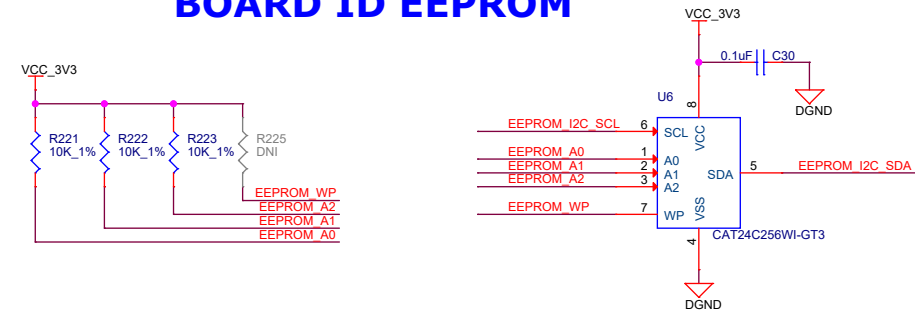 BOARD ID EEPROM
VCC_3V3
R221
10K_1%
R222
10K_1%
R223
10K_1%
R225
DNI
EEPROM_WP
EEPROM_A2
EEPROM_A1
EEPROM_A0
VCC_3V3
0.1uF C30
DGND
U6
8
EEPROM_I2C_SCL 6 SCL VCC
EEPROM_A0 1 A0
EEPROM_A1 2 A1 SDA 5 EEPROM_I2C_SDA
EEPROM_A2 3 A2
EEPROM_WP 7 WP VSS
4 CAT24C256WI-GT3
DGND